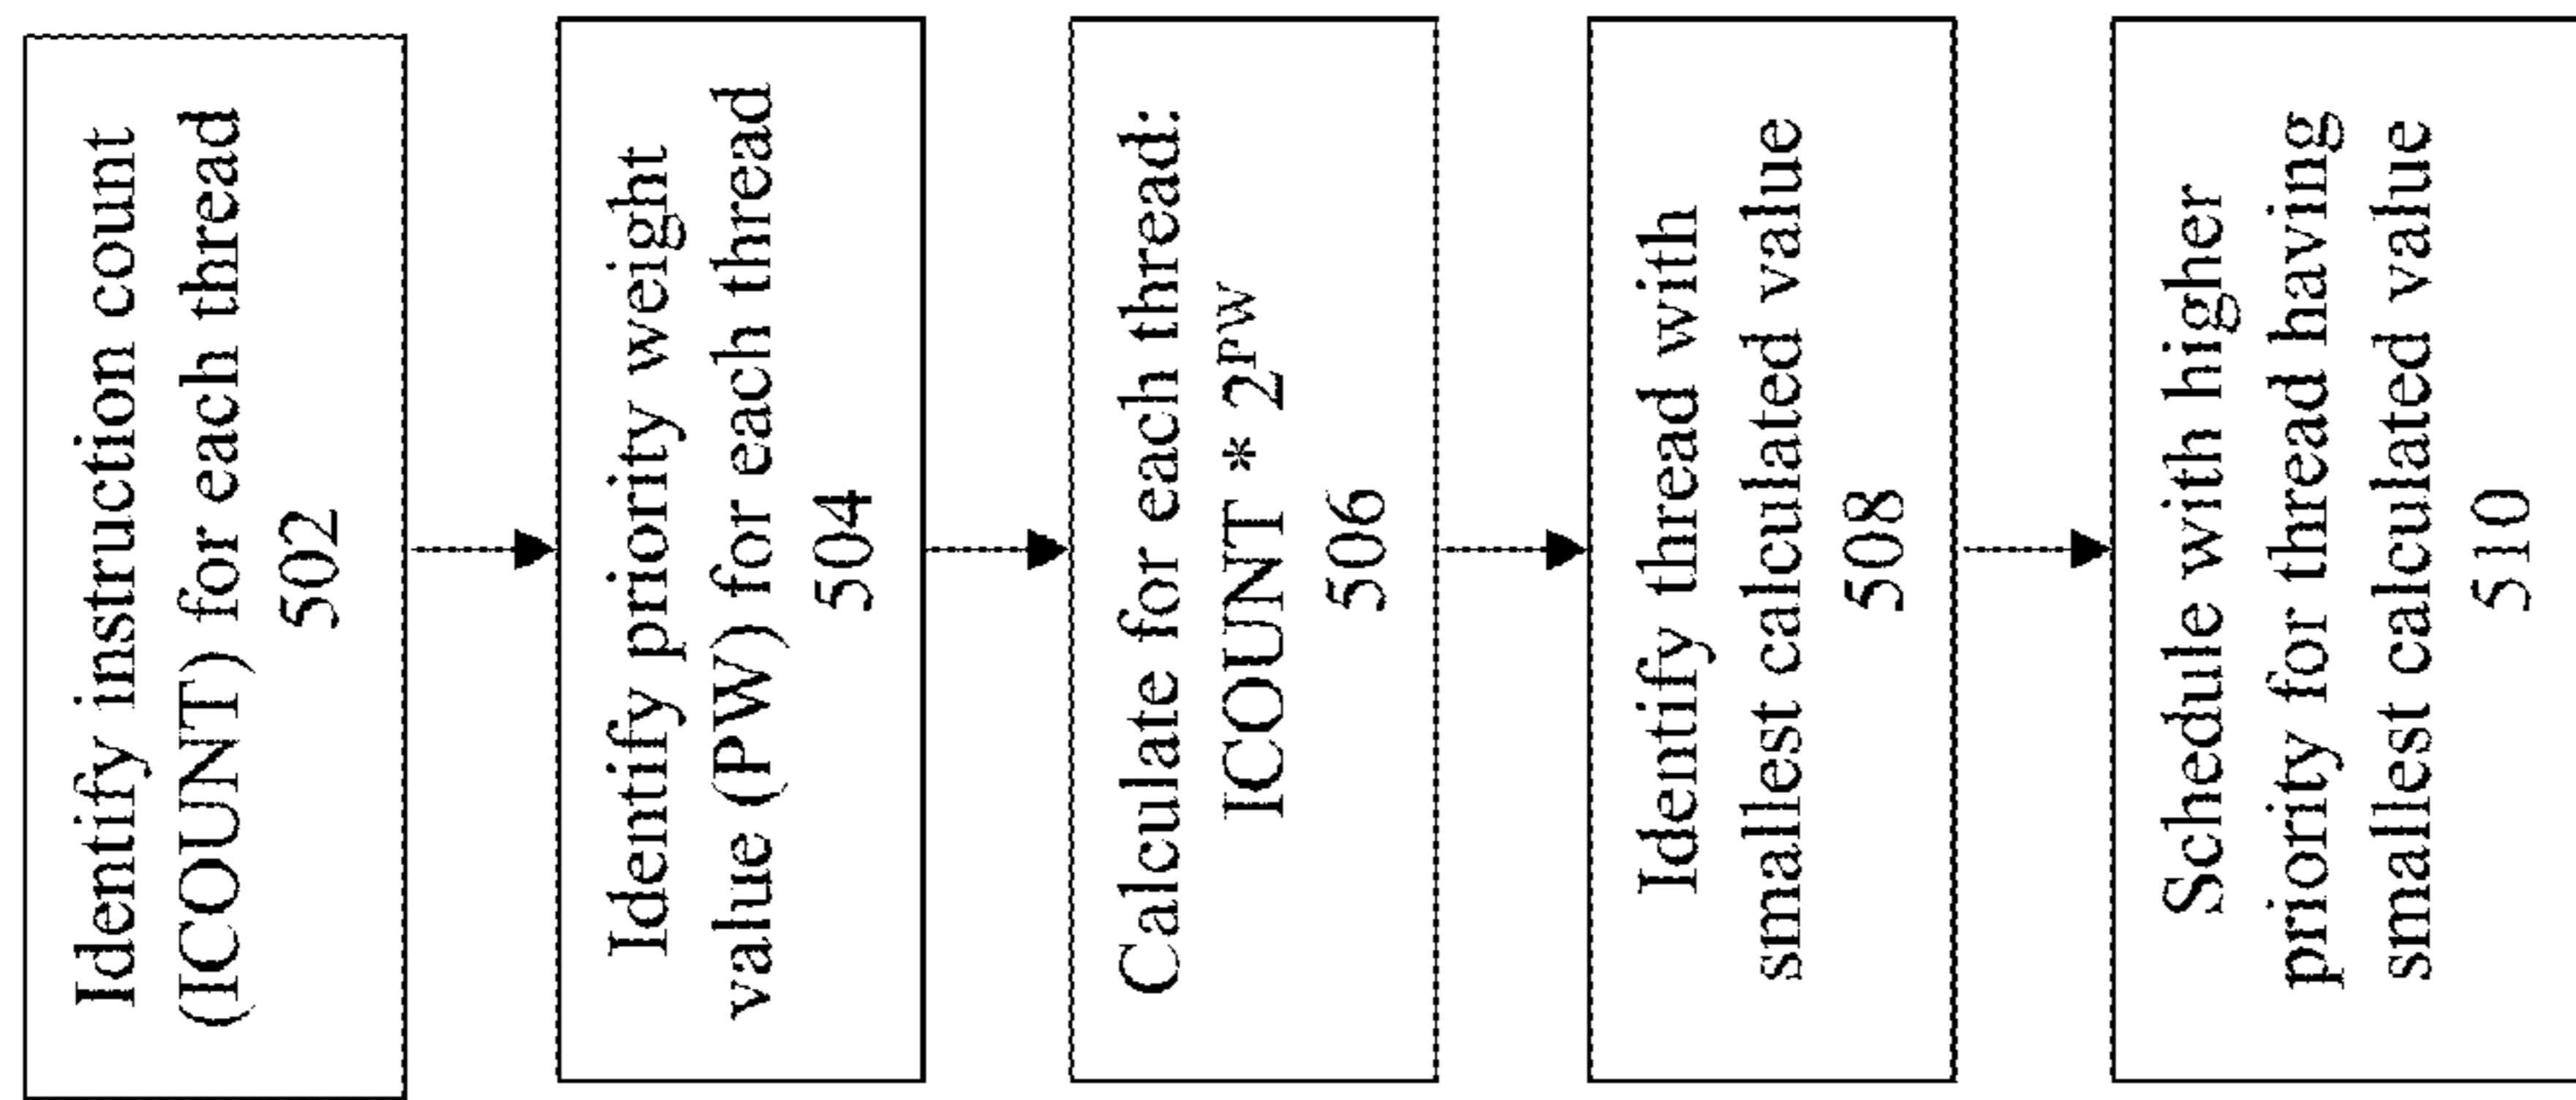 Identify instruction count
(ICOUNT) for each thread
502
Identify priority weight
value (PW) for each thread
504
Calculate for each thread:
ICOUNT * 2^PW
506
Identify thread with
smallest calculated value
508
Schedule with higher
priority for thread having
smallest calculated value
510